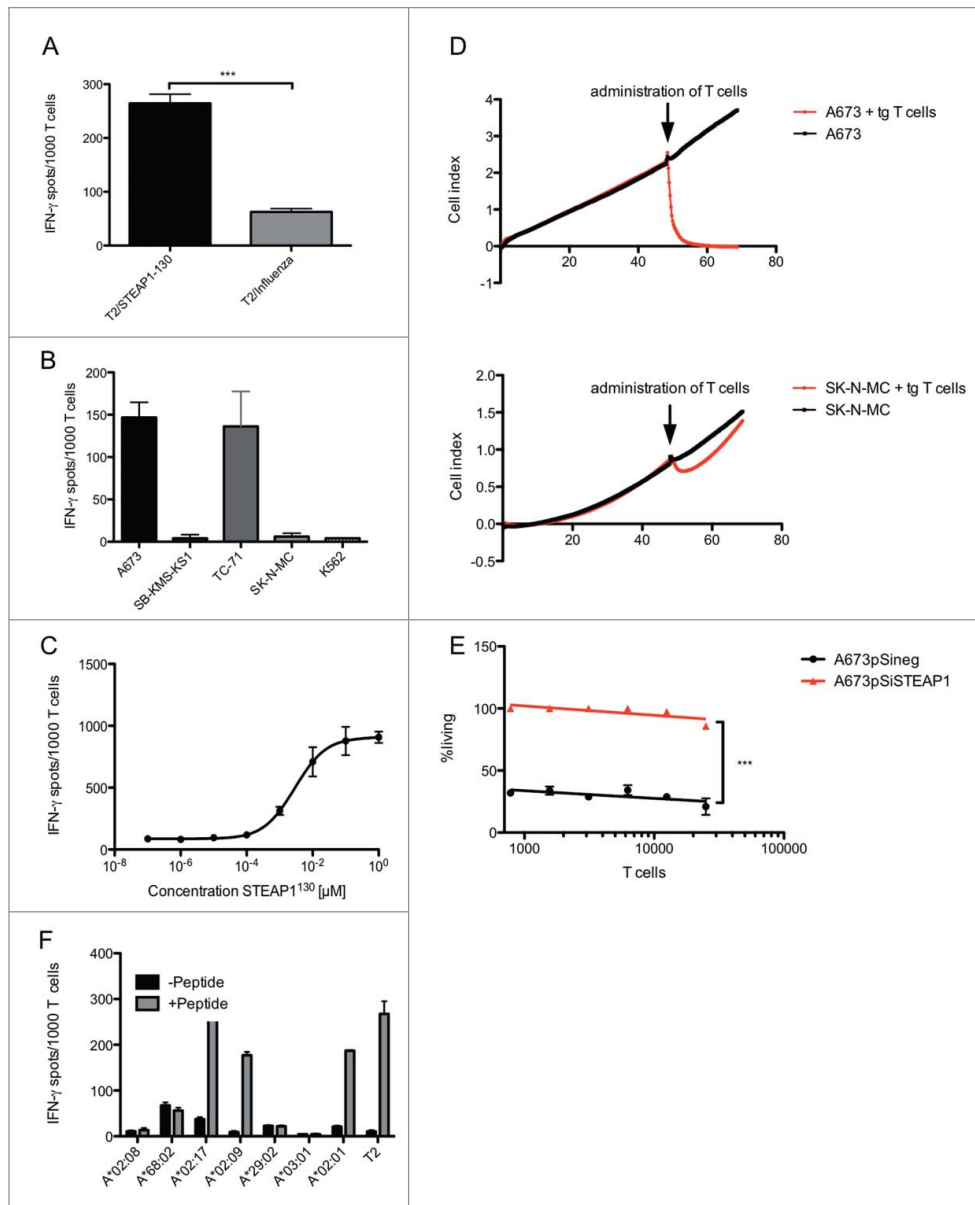 A
***
IFN-γ spots/1000 T cells
300
200
100
0
T2/STEAP1-130
T2/Influenza
B
IFN-γ spots/1000 T cells
200
150
100
50
0
A673
SB-KMS-KS1
TC-71
SK-N-MC
K562
C
IFN-γ spots/1000 T cells
1500
1000
500
0
10⁻⁸
10⁻⁶
10⁻⁴
10⁻²
10⁰
Concentration STEAP1¹³⁰ [µM]
F
IFN-γ spots/1000 T cells
400
300
200
100
0
-Peptide
+Peptide
A*02:08
A*68:02
A*02:17
A*02:09
A*29:02
A*03:01
A*02:01
T2
D
administration of T cells
A673 + tg T cells
A673
Cell index
4
3
2
1
0
-1
20
40
60
80
administration of T cells
SK-N-MC + tg T cells
SK-N-MC
Cell index
2.0
1.5
1.0
0.5
0.0
-0.5
20
40
60
80
E
A673pSineg
A673pSiSTEAP1
%living
150
100
50
0
***
1000
10000
100000
T cells